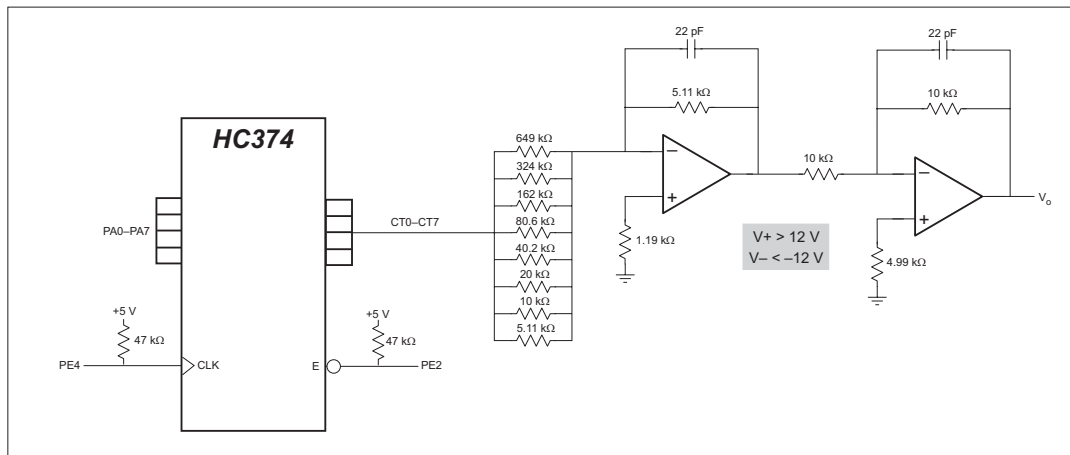 22 pF
22 pF
5.11 kΩ
10 kΩ
HC374
649 kΩ
324 kΩ
162 kΩ
80.6 kΩ
40.2 kΩ
20 kΩ
10 kΩ
5.11 kΩ
PA0–PA7
CT0–CT7
−
+
1.19 kΩ
10 kΩ
−
+
4.99 kΩ
Vo
V+ > 12 V
V– < –12 V
+5 V
47 kΩ
PE4
CLK
E
+5 V
47 kΩ
PE2